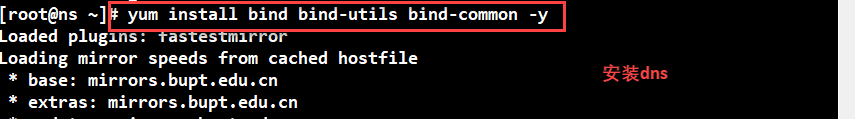 [root@ns ~]# yum install bind bind-utils bind-common -y
Loaded plugins: fastestmirror
Loading mirror speeds from cached hostfile
安装dns
 * base: mirrors.bupt.edu.cn
 * extras: mirrors.bupt.edu.cn